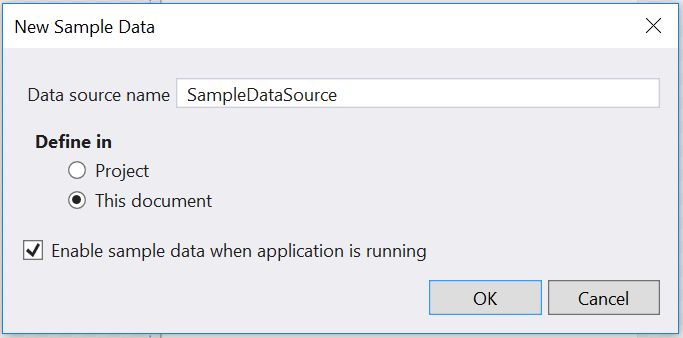 New Sample Data
Data source name SampleDataSource
Define in
Project
This document
Enable sample data when application is running
OK Cancel